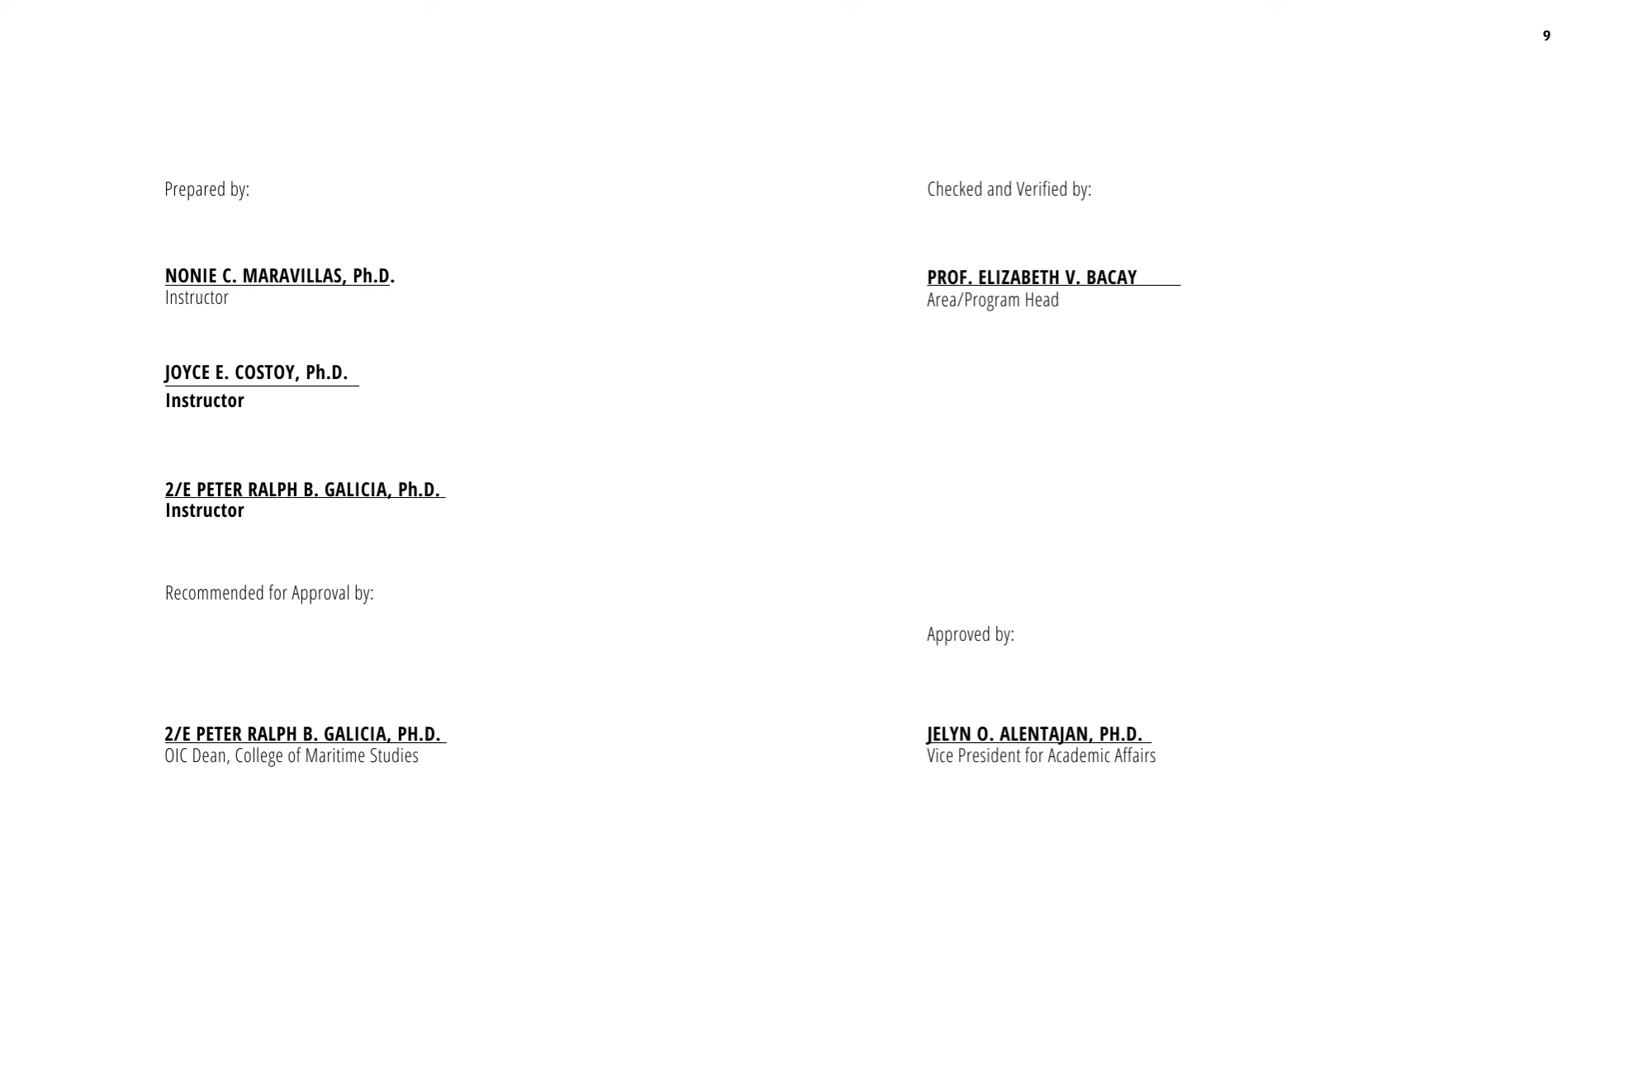 9
Prepared by:
NONIE C. MARAVILLAS, Ph.D.
Instructor
JOYCE E. COSTOY, Ph.D.
Instructor
2/E PETER RALPH B. GALICIA, Ph.D.
Instructor
Recommended for Approval by:
2/E PETER RALPH B. GALICIA, PH.D.
OIC Dean, College of Maritime Studies
Checked and Verified by:
PROF. ELIZABETH V. BACAY
Area/Program Head
Approved by:
JELYN O. ALENTAJAN, PH.D.
Vice President for Academic Affairs